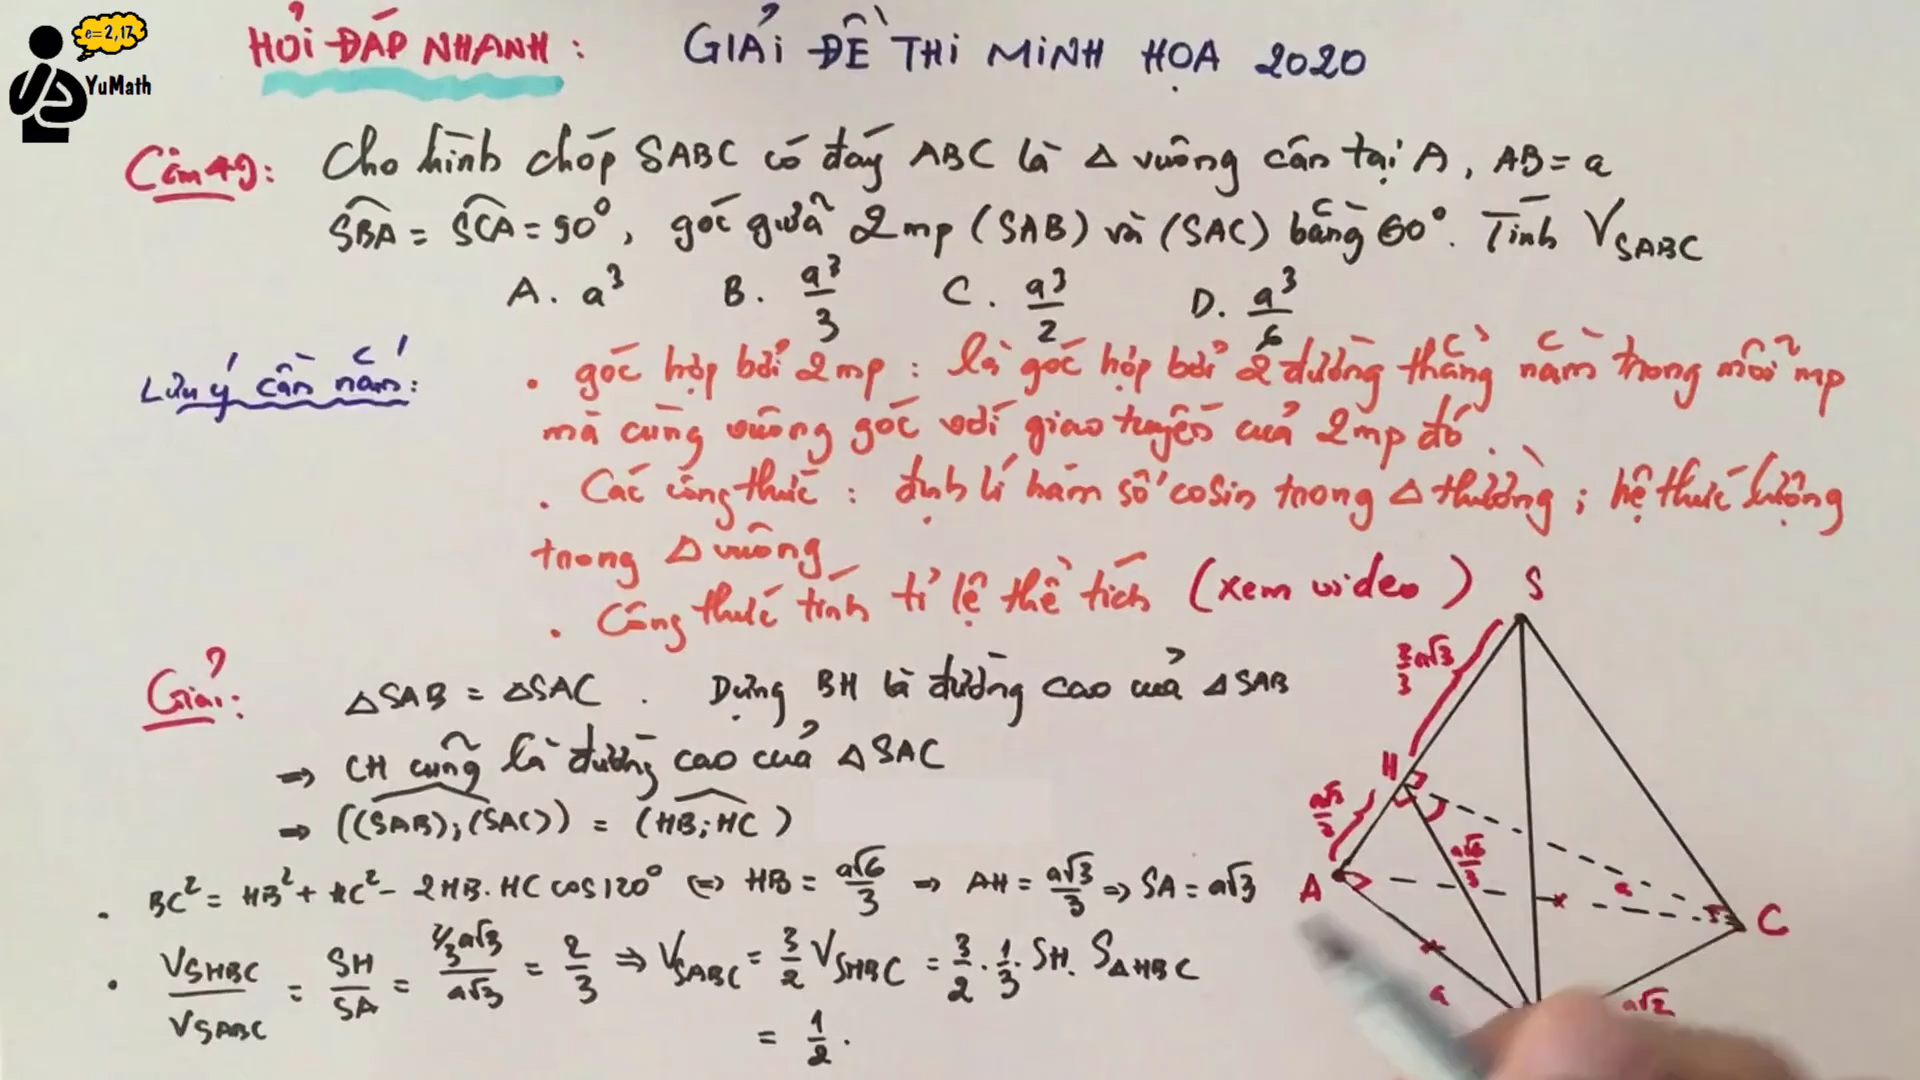 e=2,17
YuMath
HỎI ĐÁP NHANH : GIẢI ĐỀ THI MINH HỌA 2020
Câu 49: Cho hình chóp SABC có đáy ABC là Δ vuông cân tại A, AB = a
SBA = SCA = 90°, góc giữa 2 mp (SAB) và (SAC) bằng 60°. Tính V_SABC
A. a³ B. a³/3 C. a³/2 D. a³/6
Lưu ý cần nắm:
• góc hợp bởi 2 mp : là góc hợp bởi 2 đường thẳng nằm trong mỗi mp
mà cùng vuông góc với giao tuyến của 2 mp đó.
• Các công thức : định lí hàm số cosin trong Δ thường ; hệ thức lượng
trong Δ vuông
• Công thức tính tỉ lệ thể tích (xem video)
Giải: ΔSAB = ΔSAC . Dựng BH là đường cao của ΔSAB
⇒ CH cũng là đường cao của ΔSAC
⇒ ((SAB);(SAC)) = (HB;HC)
• BC² = HB² + HC² - 2HB.HC cos120° ⇔ HB = a√6/3 ⇒ AH = a√3/3 ⇒ SA = a√3
• V_SHBC/V_SABC = SH/SA = 2/3a√3/a√3 = 2/3 ⇒ V_SABC = 3/2 V_SHBC = 3/2 . 1/3 . SH . S_ΔHBC
= 1/2 .
S
H
a√6/3
A
a
C
a
a√2